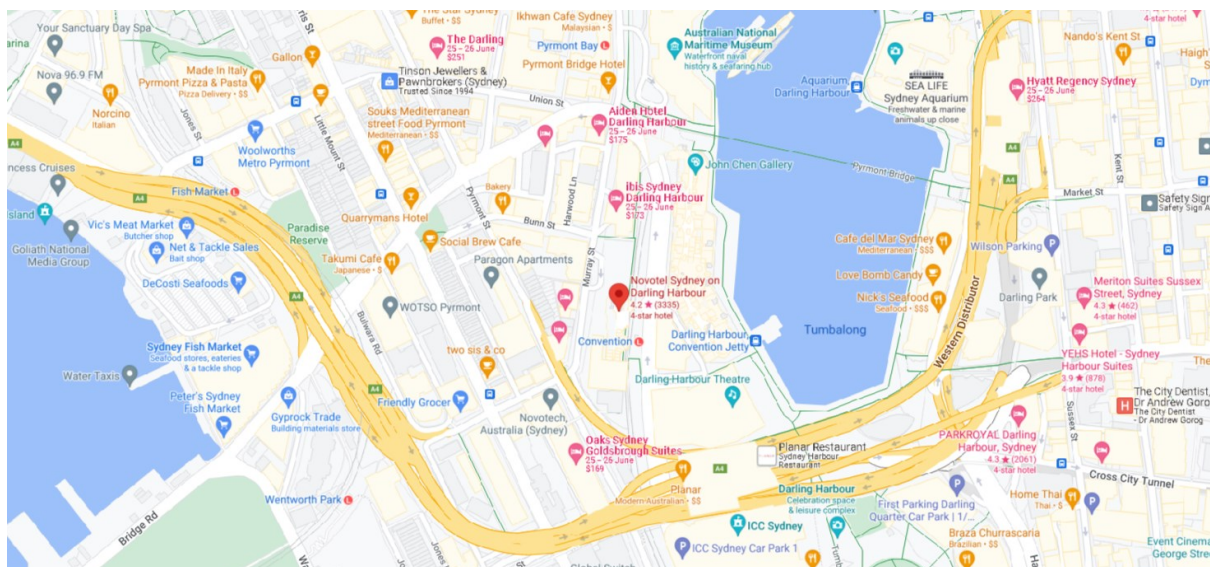 Your Sanctuary Day Spa
Buffet • $$
Ikhwan Cafe Sydney
Malaysian • $
Australian National
Maritime Museum
Waterfront naval
history & seafaring hub
4-star hotel
Nando's Kent St
Nova 96.9 FM
Gallon
The Darling
25 – 26 June
$251
Pyrmont Bay
Pyrmont Bridge Hotel
Made In Italy
Pyrmont Pizza & Pasta
Pizza Delivery • $$
Tinson Jewellers &
Pawnbrokers (Sydney)
Trusted Since 1994
Aquarium
Darling Harbour
SEA LIFE
Sydney Aquarium
Freshwater & marine
animals up close
Hyatt Regency Sydney
25 – 26 June
$264
Norcino
Italian
Jones St
Little Mount St
Union St
Souks Mediterranean
street Food Pyrmont
Mediterranean • $$
Aiden Hotel
Darling Harbour
25 – 26 June
$175
Woolworths
Metro Pyrmont
A4
John Chen Gallery
Pyrmont Bridge
Kent St
Market St
Fish Market
A4
Bakery
Harwood Ln
ibis Sydney
Darling Harbour
25 – 26 June
$173
Vic's Meat Market
Butcher shop
Goliath National
Media Group
Paradise
Reserve
Quarrymans Hotel
Pyrmont St
Bunn St
Net & Tackle Sales
Bait shop
Social Brew Cafe
Takumi Cafe
Japanese • $
Paragon Apartments
Murray St
Cafe del Mar Sydney
Mediterranean • $$$
Wilson Parking
Love Bomb Candy
DeCosti Seafoods
A4
WOTSO Pyrmont
Novotel Sydney on
Darling Harbour
4.2 ★ (3335)
4-star hotel
Nick's Seafood
Seafood • $$$
Darling Park
Meriton Suites Sussex
Street, Sydney
4.3 ★ (462)
4-star hotel
Bulwara Rd
Convention
Darling Harbour
Convention Jetty
Tumbalong
Western Distributor
Sydney Fish Market
Seafood stores, eateries
& a tackle shop
two sis & co
YEHS Hotel - Sydney
Harbour Suites
3.9 ★ (878)
4-star hotel
Water Taxis
Peter's Sydney
Fish Market
Gyprock Trade
Building materials store
Friendly Grocer
Darling Harbour Theatre
Novotech,
Australia (Sydney)
The City Dentist,
The City Dentist
- Dr Andrew Gorog
Sussex St
Oaks Sydney
Goldsbrough Suites
25 – 26 June
$169
Planar Restaurant
Sydney Harbour
Restaurant
PARKROYAL Darling
Harbour, Sydney
4.3 ★ (2061)
4-star hotel
A4
Planar
Modern Australian • $$
Cross City Tunnel
Wentworth Park
Darling Harbour
Celebration space
& leisure complex
First Parking Darling
Quarter Car Park | 1/...
Home Thai
Thai • $
Bridge Rd
ICC Sydney
ICC Sydney Car Park 1
Braza Churrascaria
Brazilian • $$
Event Cinema
George Stre